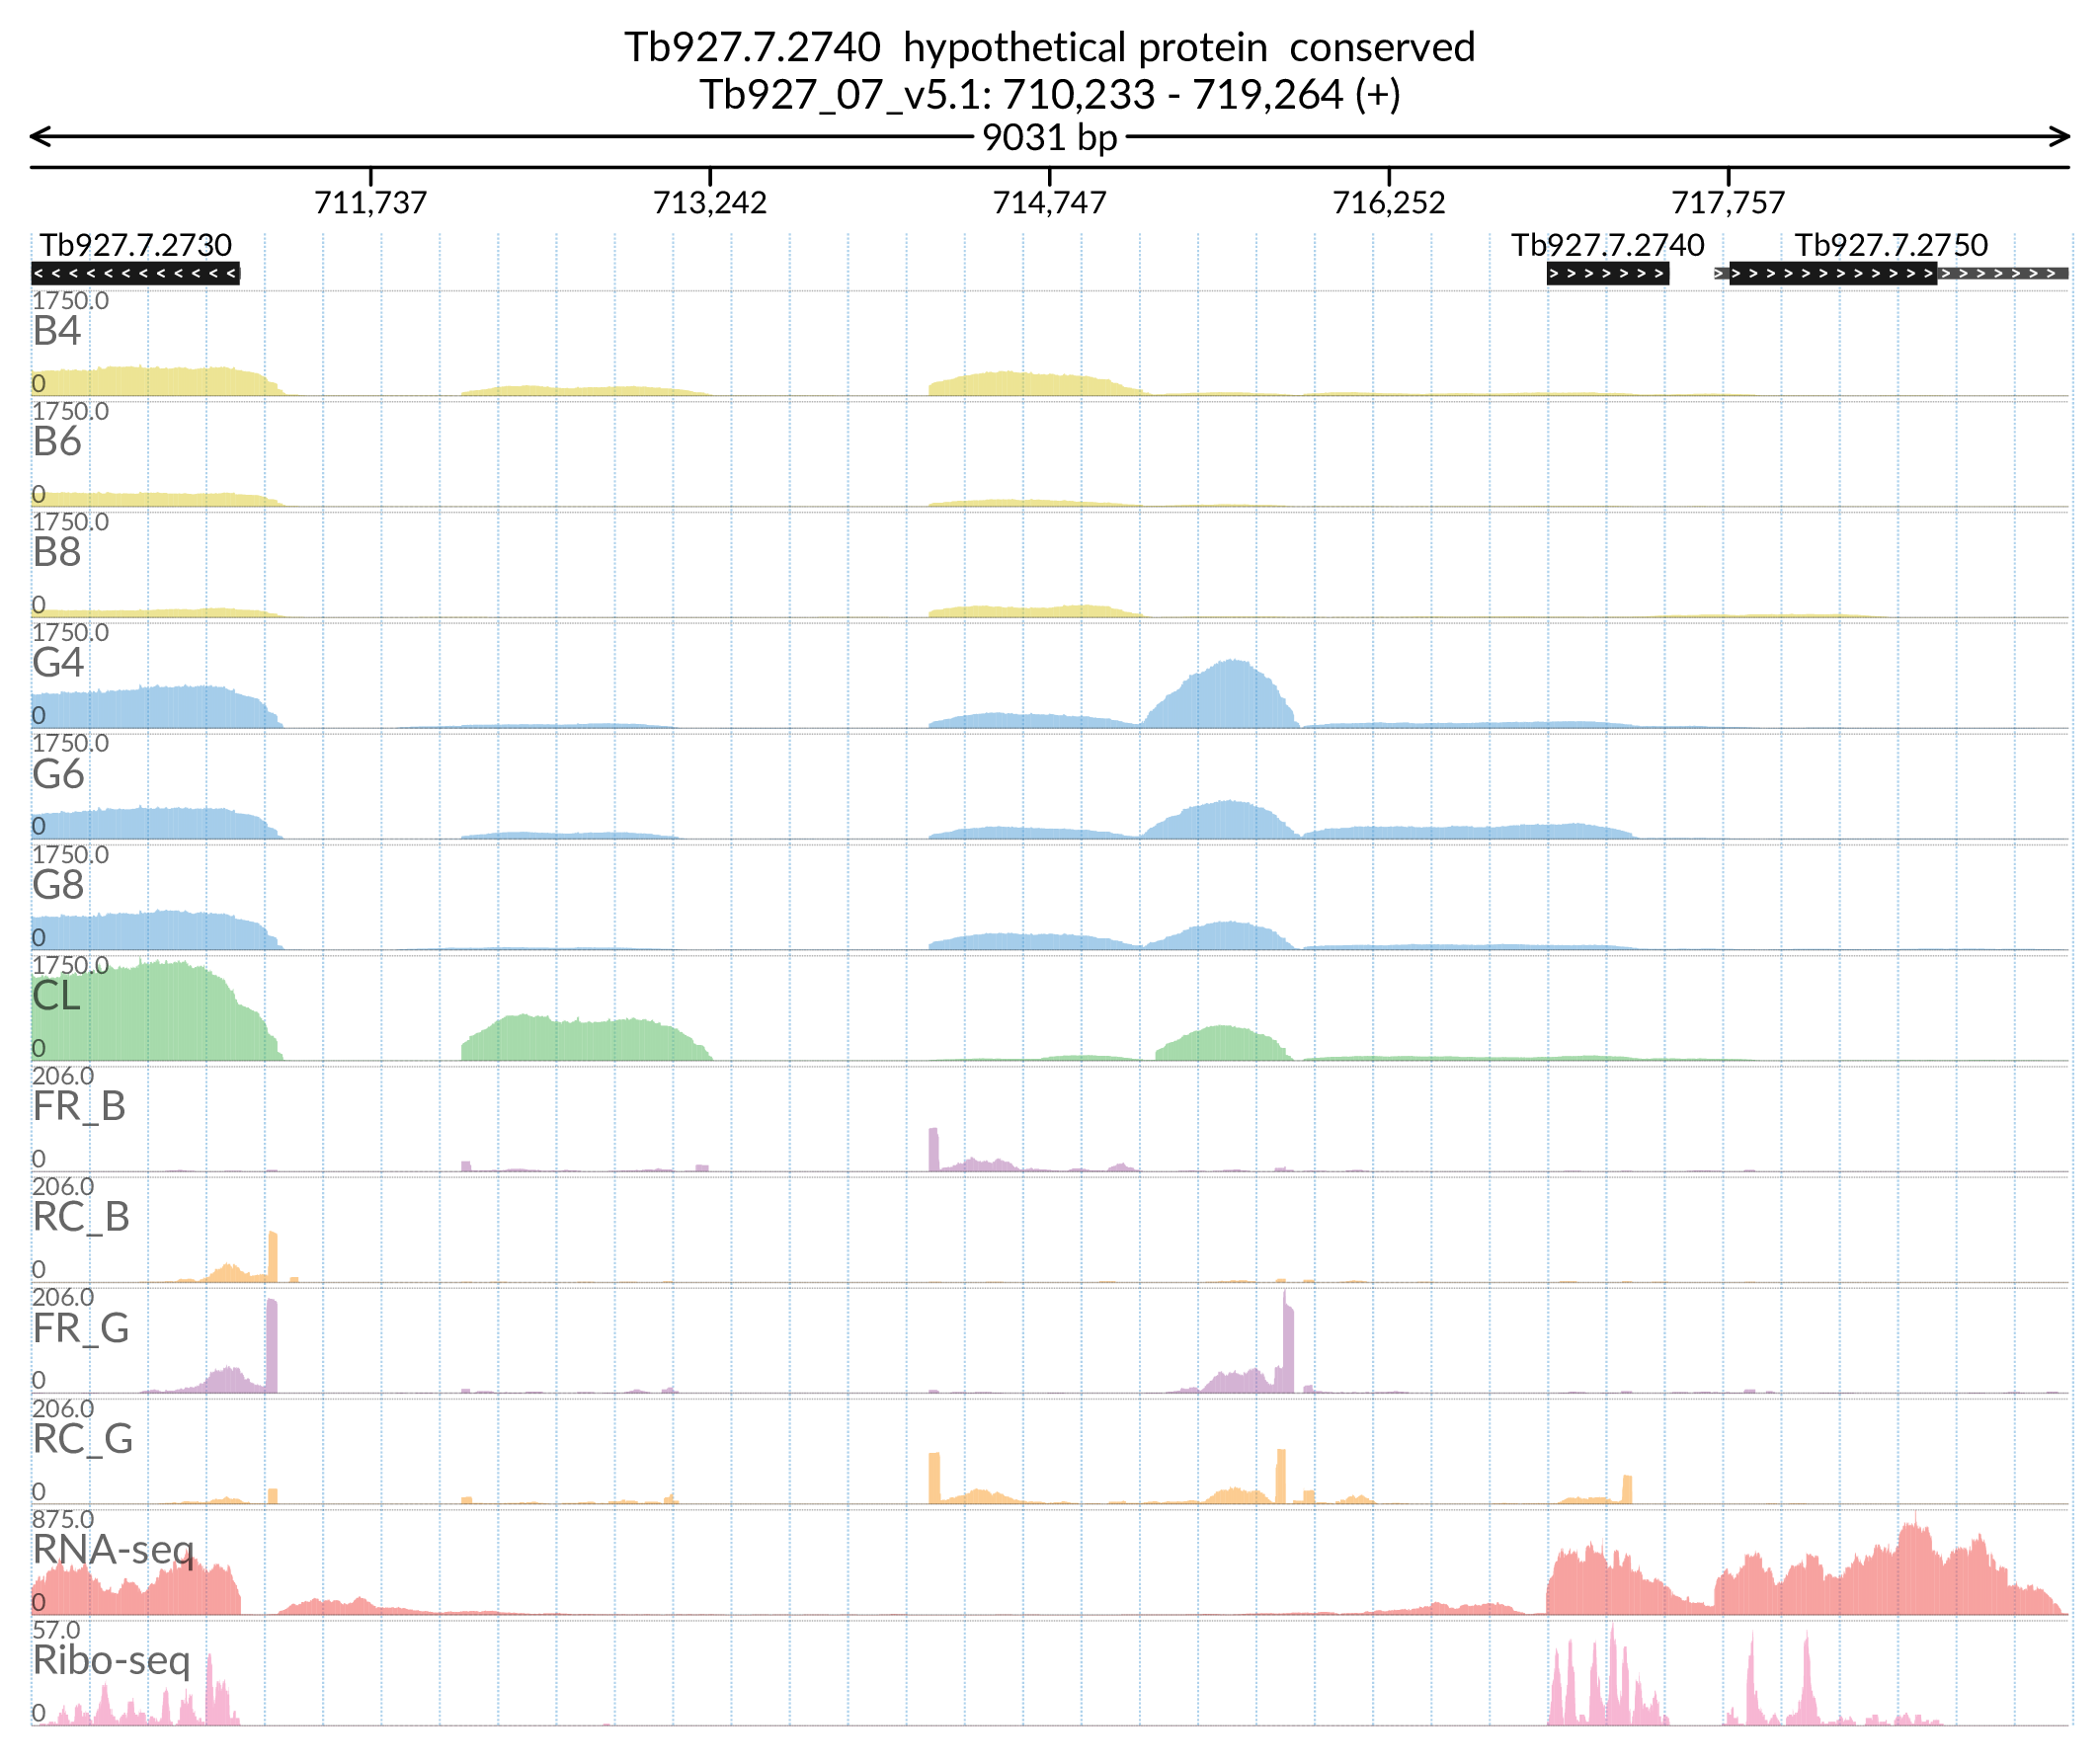 Tb927.7.2740 hypothetical protein conserved
Tb927_07_v5.1: 710,233 - 719,264 (+)
9031 bp
711,737 713,242 714,747 716,252 717,757
Tb927.7.2730 Tb927.7.2740 Tb927.7.2750
1750.0
B4
0
1750.0
B6
0
1750.0
B8
0
1750.0
G4
0
1750.0
G6
0
1750.0
G8
0
1750.0
CL
0
206.0
FR_B
0
206.0
RC_B
0
206.0
FR_G
0
206.0
RC_G
0
875.0
RNA-seq
0
57.0
Ribo-seq
0